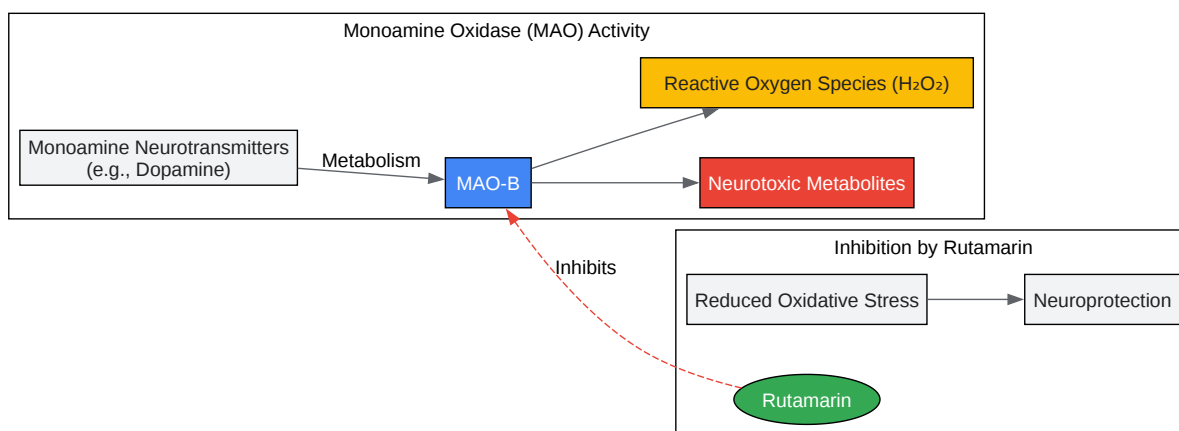 Monoamine Oxidase (MAO) Activity
Reactive Oxygen Species (H₂O₂)
Monoamine Neurotransmitters
(e.g., Dopamine)
Metabolism
MAO-B
Neurotoxic Metabolites
Inhibition by Rutamarin
Inhibits
Reduced Oxidative Stress
Neuroprotection
Rutamarin